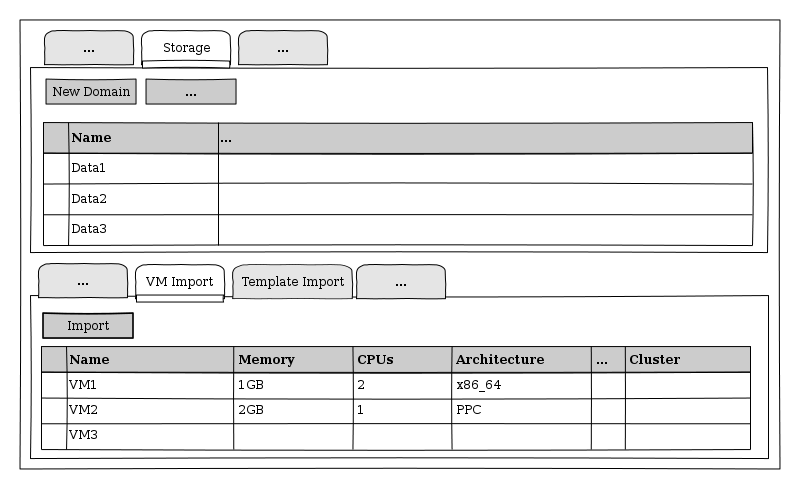 ... Storage ...
New Domain ...
Name ...
Data1
Data2
Data3
... VM Import Template Import ...
Import
Name Memory CPUs Architecture ... Cluster
VM1 1GB 2 x86_64
VM2 2GB 1 PPC
VM3